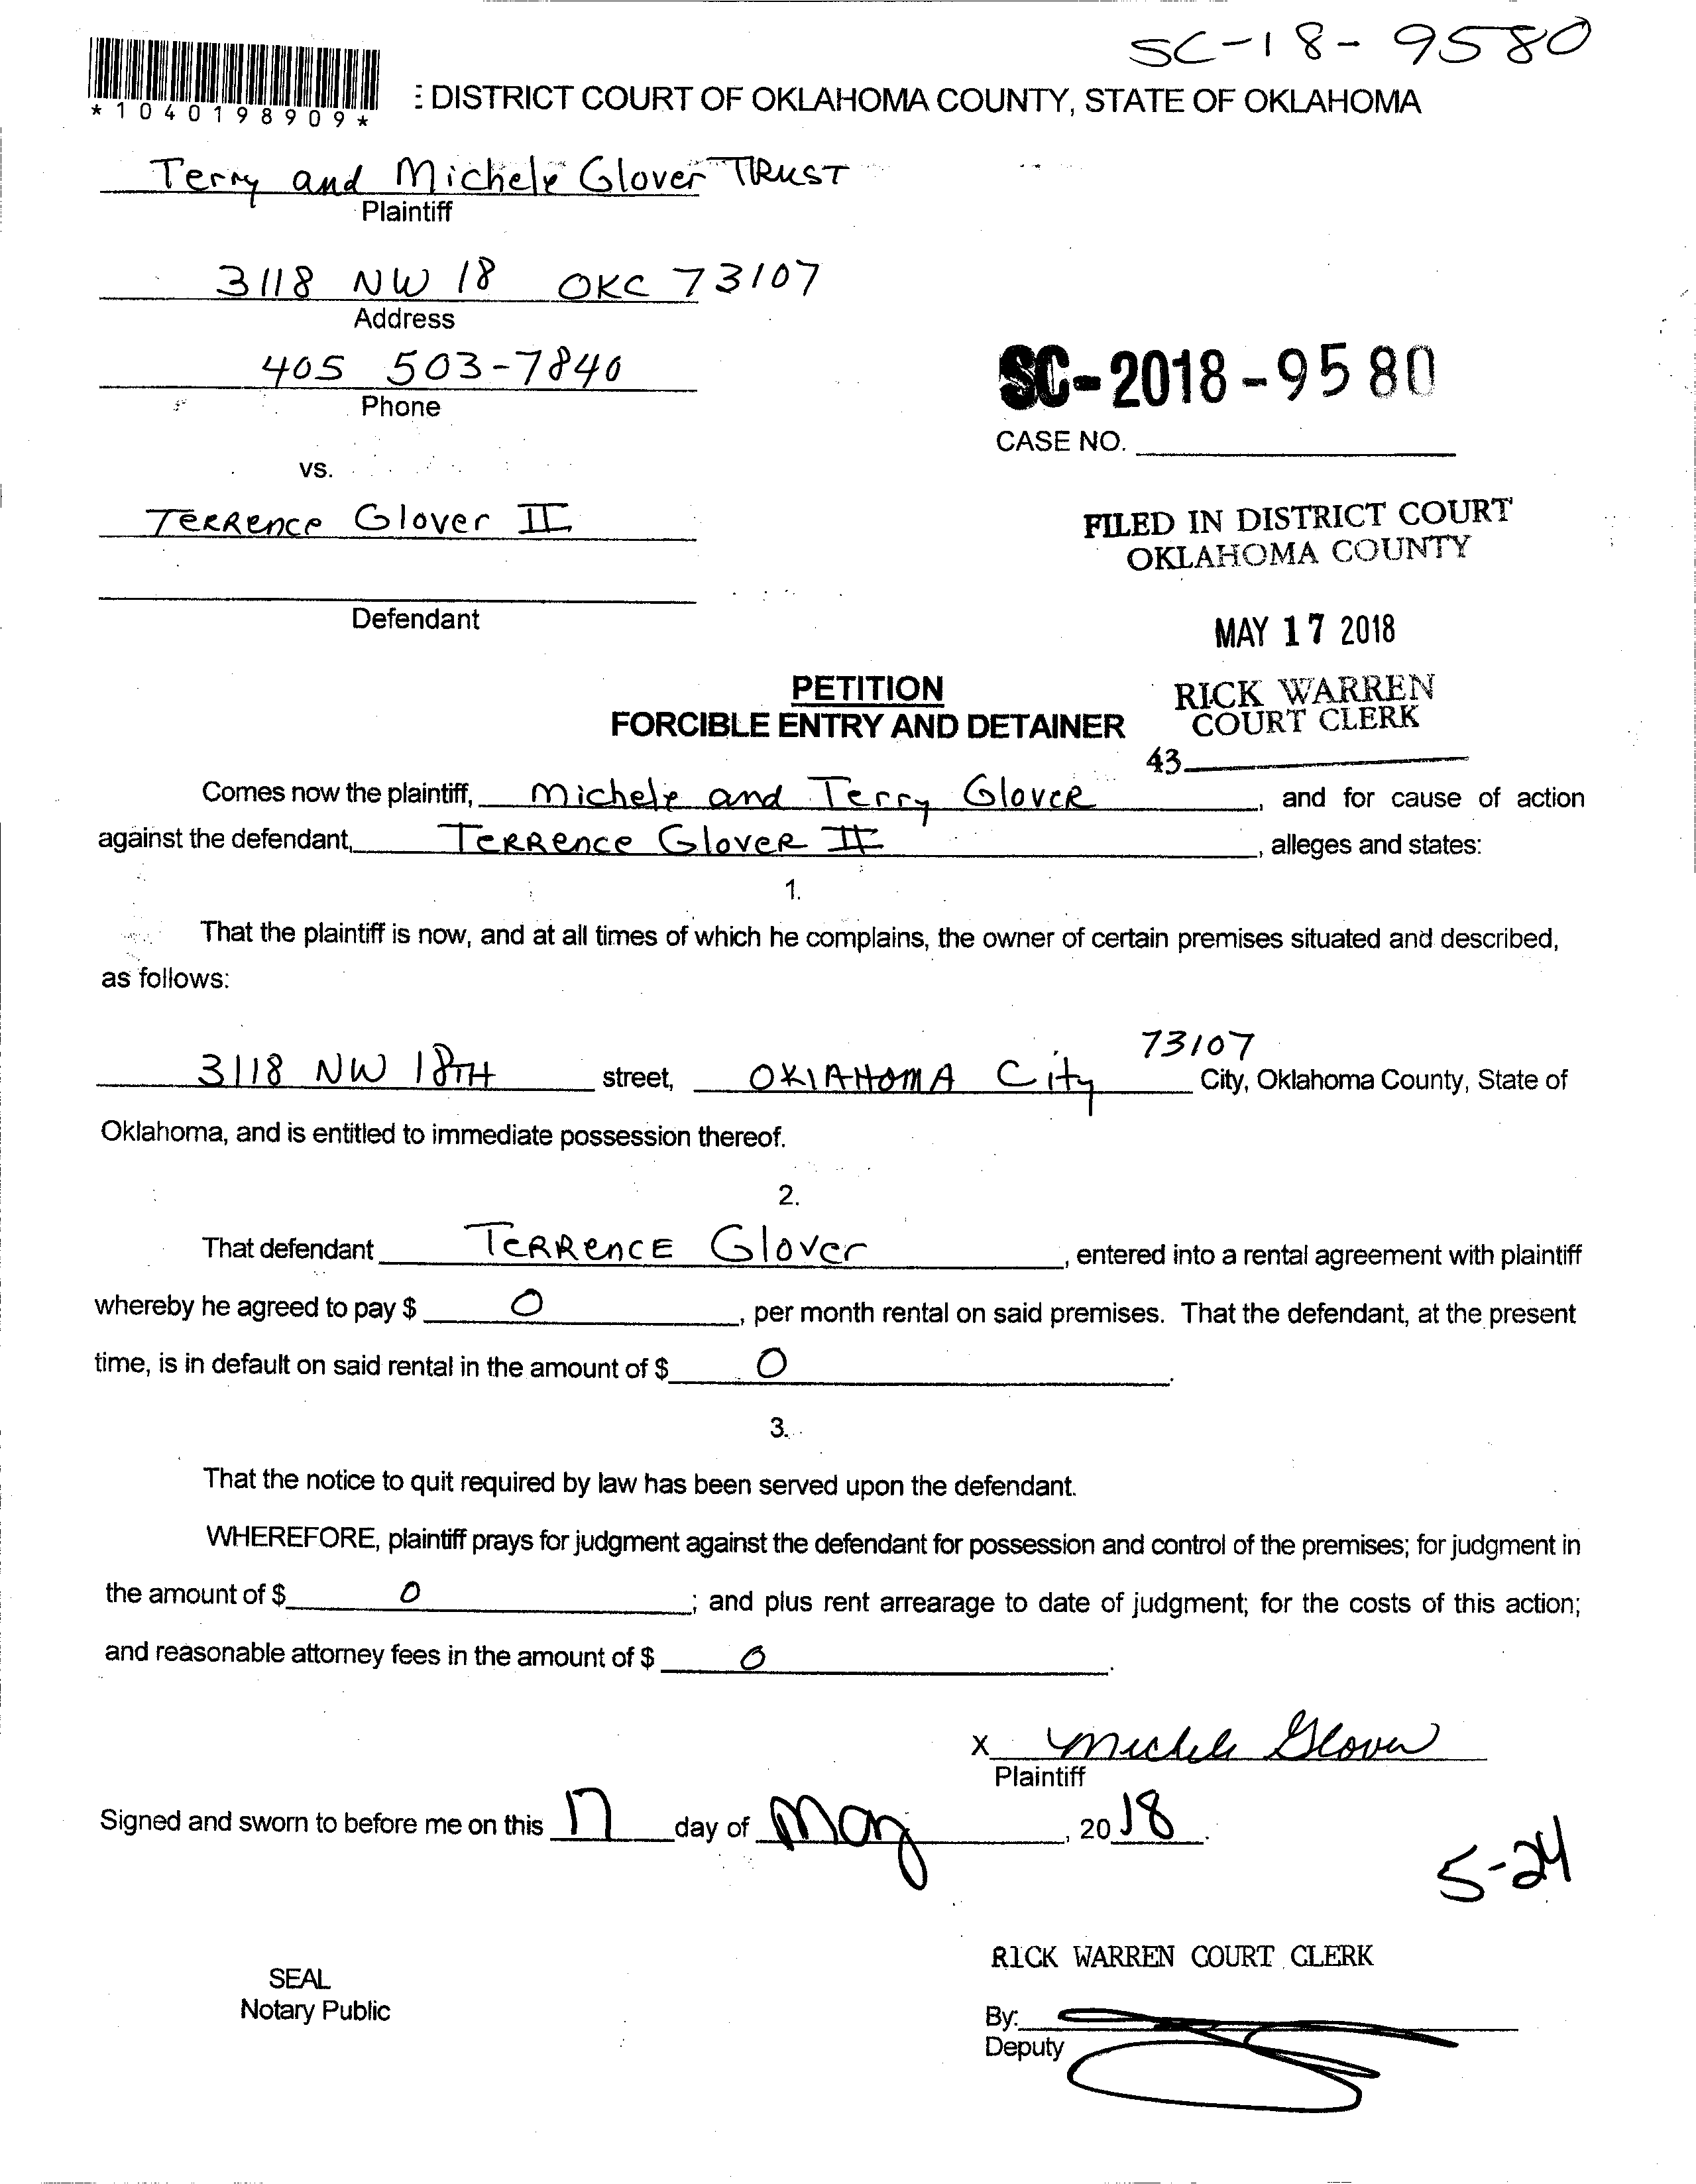 SC-18-9580
*1040198909*
: DISTRICT COURT OF OKLAHOMA COUNTY, STATE OF OKLAHOMA
Terry and Michele Glover TRUST
Plaintiff
3118 NW 18 OKC 73107
Address
405 503-7840
Phone
SC-2018-9580
CASE NO.
vs.
Terrence Glover II
FILED IN DISTRICT COURT
OKLAHOMA COUNTY
Defendant
MAY 17 2018
PETITION
FORCIBLE ENTRY AND DETAINER
RICK WARREN
COURT CLERK
43
Comes now the plaintiff, Michele and Terry Glover, and for cause of action
against the defendant, Terrence Glover II, alleges and states:
1.
That the plaintiff is now, and at all times of which he complains, the owner of certain premises situated and described,
as follows:
73107
3118 NW 18TH street, OKlAHOMA City City, Oklahoma County, State of
Oklahoma, and is entitled to immediate possession thereof.
2.
That defendant Terrence Glover, entered into a rental agreement with plaintiff
whereby he agreed to pay $ 0, per month rental on said premises. That the defendant, at the present
time, is in default on said rental in the amount of $ 0.
3.
That the notice to quit required by law has been served upon the defendant.
WHEREFORE, plaintiff prays for judgment against the defendant for possession and control of the premises; for judgment in
the amount of $ 0; and plus rent arrearage to date of judgment; for the costs of this action;
and reasonable attorney fees in the amount of $ 0.
X Michele Glover
Plaintiff
Signed and sworn to before me on this 17 day of May, 2018.
5-24
RICK WARREN COURT CLERK
SEAL
Notary Public
By:
Deputy